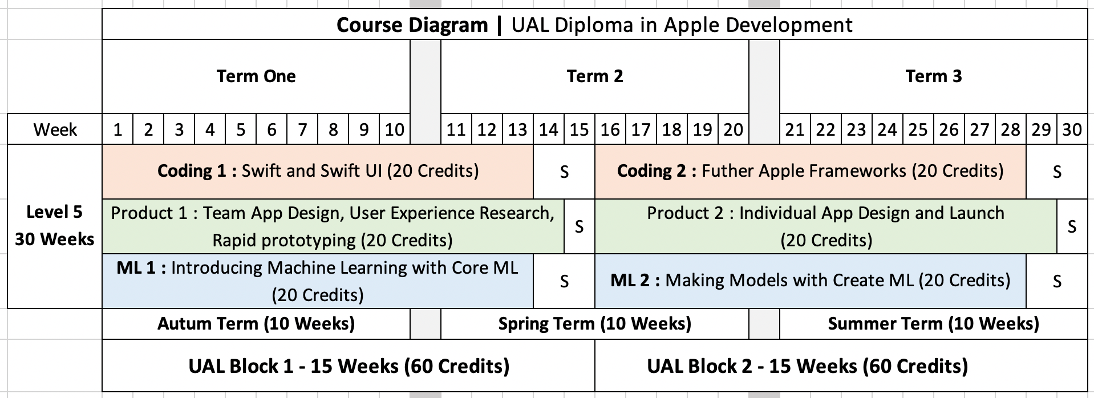 Course Diagram | UAL Diploma in Apple Development
Term One Term 2 Term 3
Week 1 2 3 4 5 6 7 8 9 10 11 12 13 14 15 16 17 18 19 20 21 22 23 24 25 26 27 28 29 30
Level 5
30 Weeks
Coding 1 : Swift and Swift UI (20 Credits) S Coding 2 : Futher Apple Frameworks (20 Credits) S
Product 1 : Team App Design, User Experience Research,
Rapid prototyping (20 Credits)
S
Product 2 : Individual App Design and Launch
(20 Credits)
S
ML 1 : Introducing Machine Learning with Core ML
(20 Credits)
S
ML 2 : Making Models with Create ML (20 Credits)
S
Autum Term (10 Weeks) Spring Term (10 Weeks) Summer Term (10 Weeks)
UAL Block 1 - 15 Weeks (60 Credits) UAL Block 2 - 15 Weeks (60 Credits)